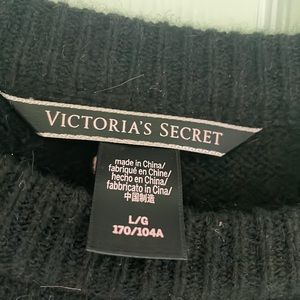 VICTORIA'S SECRET
made in China/
fabriqué en Chine/
hecho en China/
fabbricato in Cina/
中国制造
L/G
170/104A